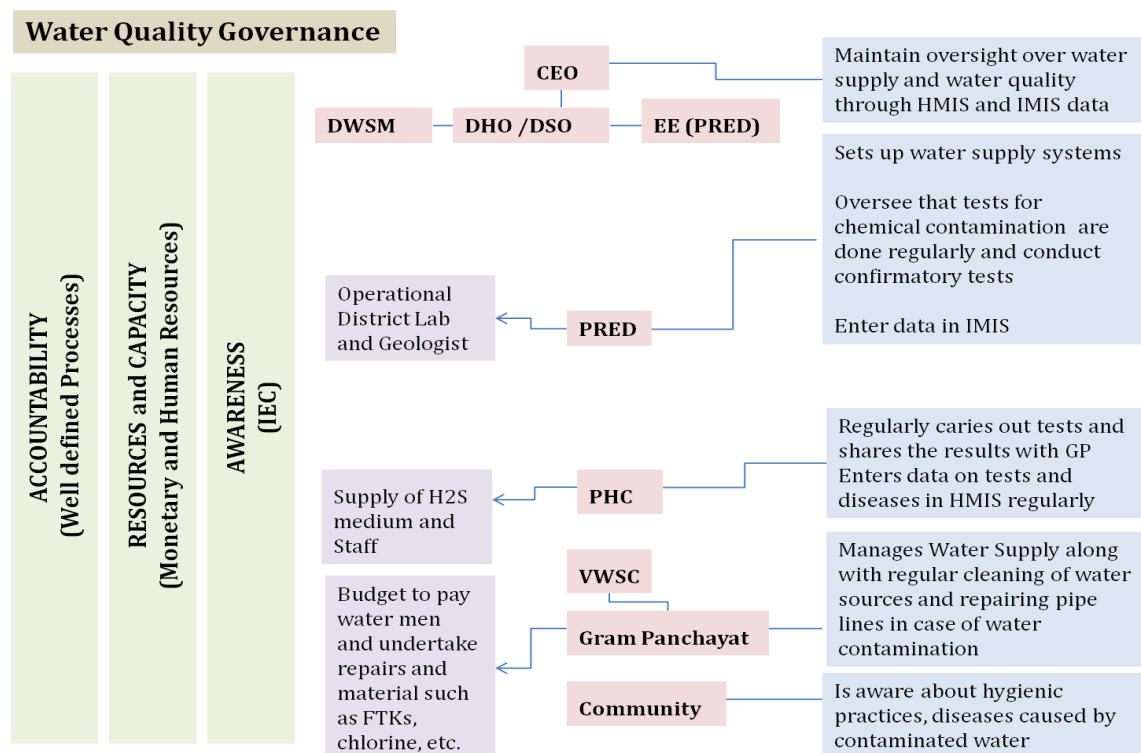 Water Quality Governance
ACCOUNTABILITY
(Well defined Processes)
RESOURCES and CAPACITY
(Monetary and Human Resources)
AWARENESS
(IEC)
CEO
Maintain oversight over water
supply and water quality
through HMIS and IMIS data
DWSM
DHO /DSO
EE (PRED)
Sets up water supply systems
Oversee that tests for
chemical contamination are
done regularly and conduct
confirmatory tests
Enter data in IMIS
Operational
District Lab
and Geologist
PRED
Regularly caries out tests and
shares the results with GP
Enters data on tests and
diseases in HMIS regularly
Supply of H2S
medium and
Staff
PHC
VWSC
Manages Water Supply along
with regular cleaning of water
sources and repairing pipe
lines in case of water
contamination
Budget to pay
water men
and undertake
repairs and
material such
as FTKs,
chlorine, etc.
Gram Panchayat
Community
Is aware about hygienic
practices, diseases caused by
contaminated water